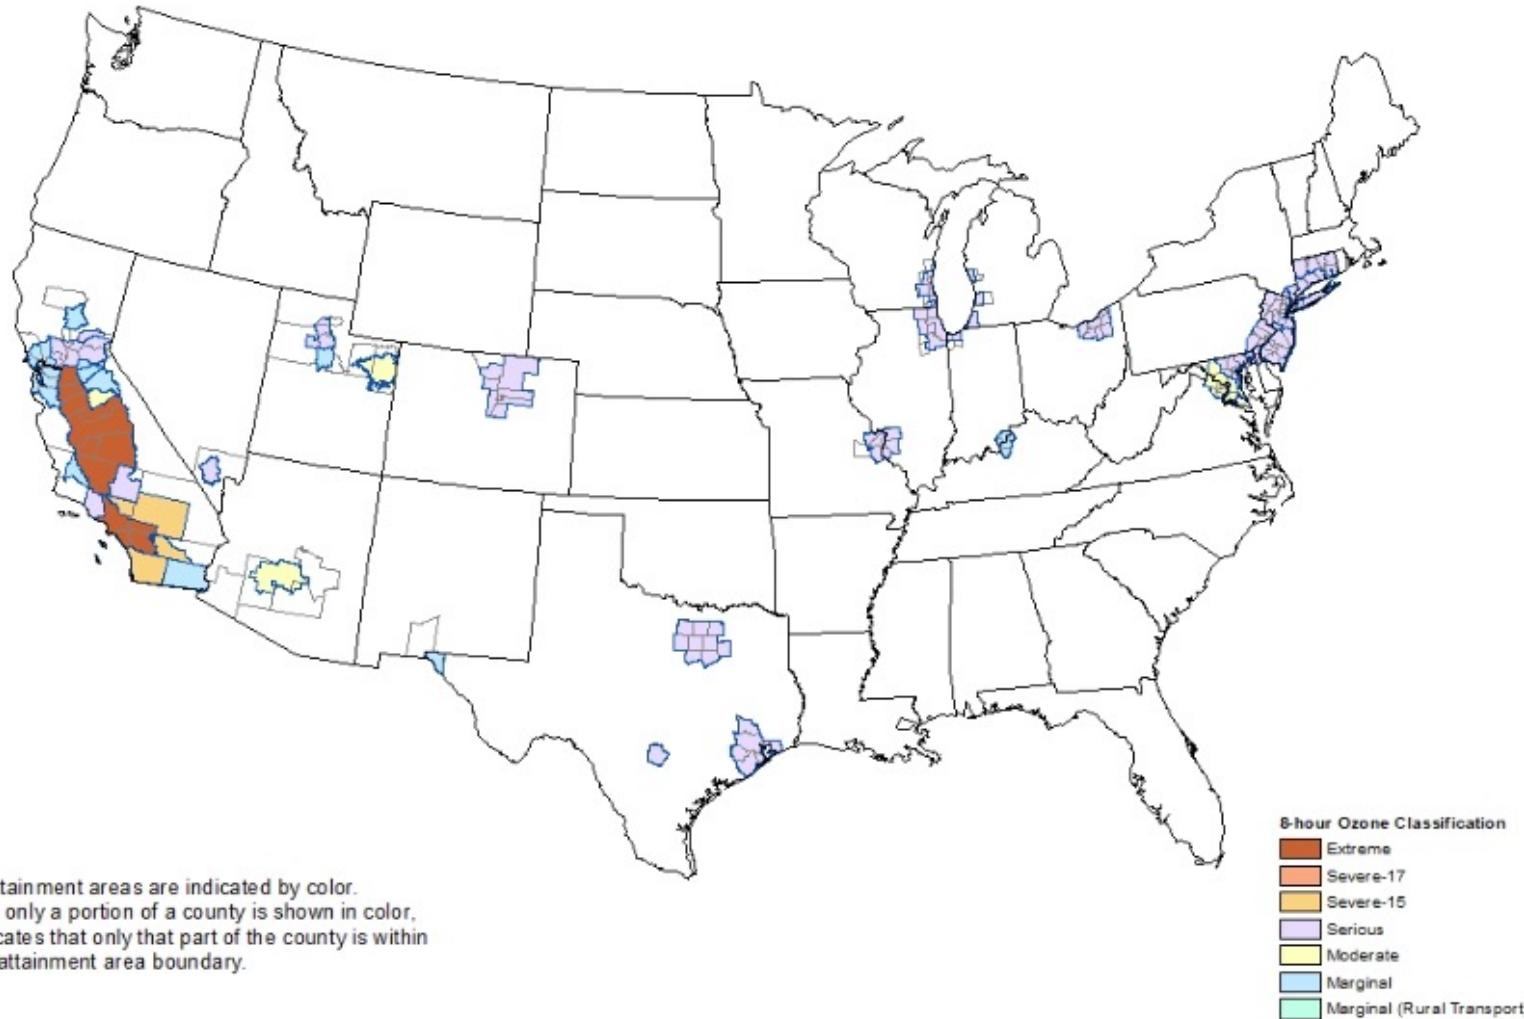 tainment areas are indicated by color.
only a portion of a county is shown in color,
cates that only that part of the county is within
attainment area boundary.
8-hour Ozone Classification
Extreme
Severe-17
Severe-15
Serious
Moderate
Marginal
Marginal (Rural Transport